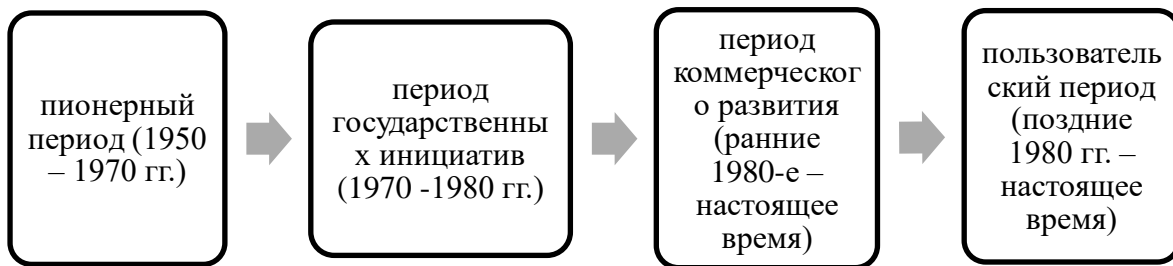 пионерный
период (1950
– 1970 гг.)
период
государственны
х инициатив
(1970 -1980 гг.)
период
коммерческог
о развития
(ранние
1980-е –
настоящее
время)
пользователь
ский период
(поздние
1980 гг. –
настоящее
время)